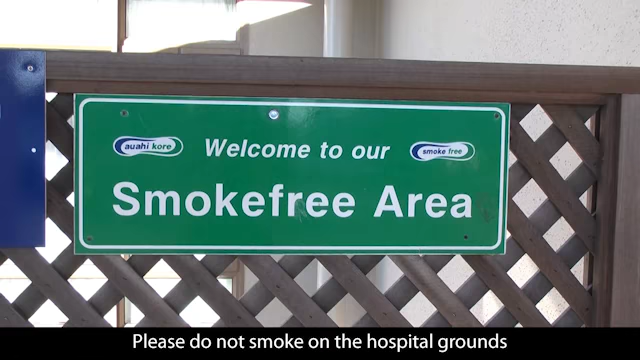 Welcome to our
auahi kore
smoke free
Smokefree Area
Please do not smoke on the hospital grounds